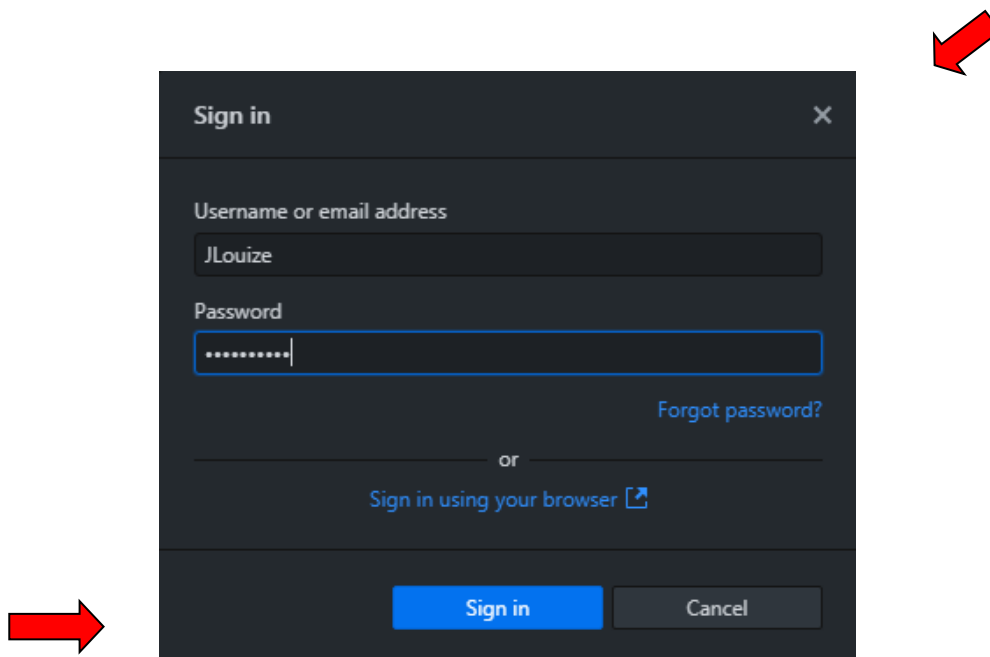 Sign in
Username or email address
JLouize
Password
••••••••••
Forgot password?
or
Sign in using your browser
Sign in Cancel